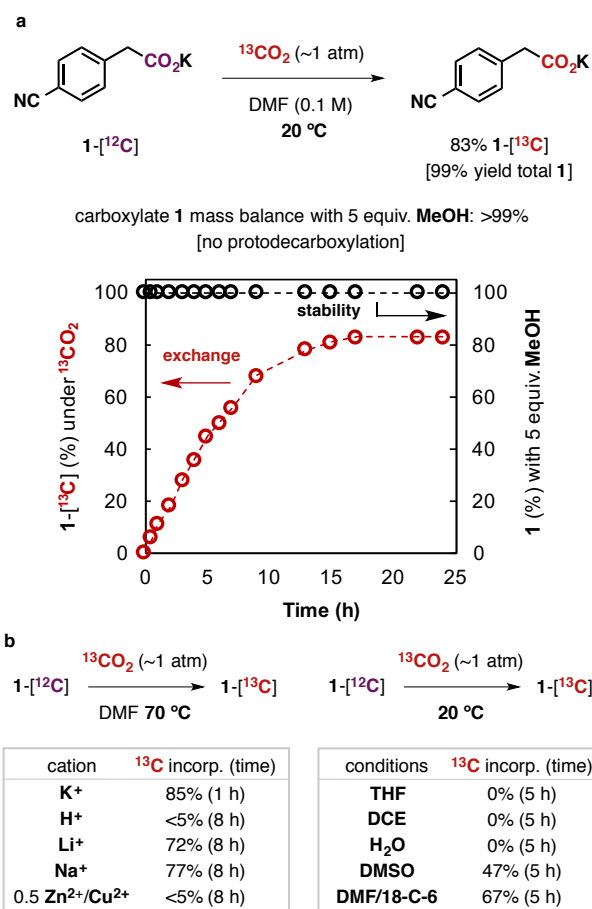 a
CO₂K
NC
1-[¹²C]
¹³CO₂ (~1 atm)
DMF (0.1 M)
20 ºC
CO₂K
NC
83% 1-[¹³C]
[99% yield total 1]
carboxylate 1 mass balance with 5 equiv. MeOH: >99%
[no protodecarboxylation]
1-[¹³C] (%) under ¹³CO₂
100
80
60
40
20
0
stability
exchange
100
80
60
40
20
0
1 (%) with 5 equiv. MeOH
0 5 10 15 20 25
Time (h)
b
1-[¹²C] ¹³CO₂ (~1 atm) 1-[¹³C]
DMF 70 ºC
cation ¹³C incorp. (time)
K⁺ 85% (1 h)
H⁺ <5% (8 h)
Li⁺ 72% (8 h)
Na⁺ 77% (8 h)
0.5 Zn²⁺/Cu²⁺ <5% (8 h)
1-[¹²C] ¹³CO₂ (~1 atm) 1-[¹³C]
20 ºC
conditions ¹³C incorp. (time)
THF 0% (5 h)
DCE 0% (5 h)
H₂O 0% (5 h)
DMSO 47% (5 h)
DMF/18-C-6 67% (5 h)